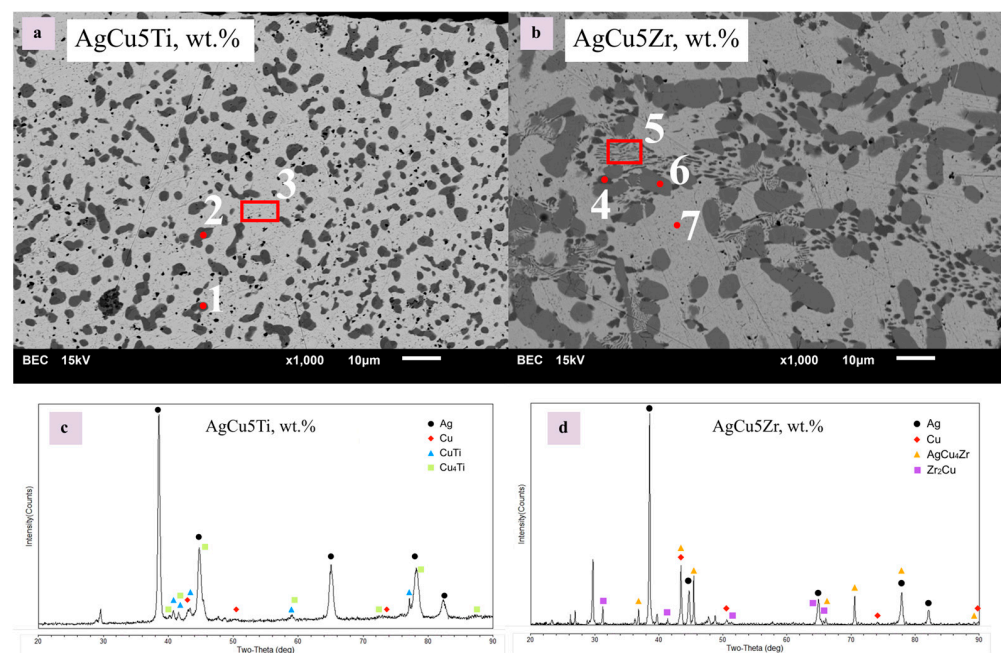 a
AgCu5Ti, wt.%
3
2
1
BEC 15kV x1,000 10µm
b
AgCu5Zr, wt.%
5
6
4
7
BEC 15kV x1,000 10µm
c
AgCu5Ti, wt.%
Ag
Cu
CuTi
Cu₄Ti
Intensity(Counts)
20 30 40 50 60 70 80 90
Two-Theta (deg)
d
AgCu5Zr, wt.%
Ag
Cu
AgCu₄Zr
Zr₂Cu
Intensity(Counts)
20 30 40 50 60 70 80 90
Two-Theta (deg)